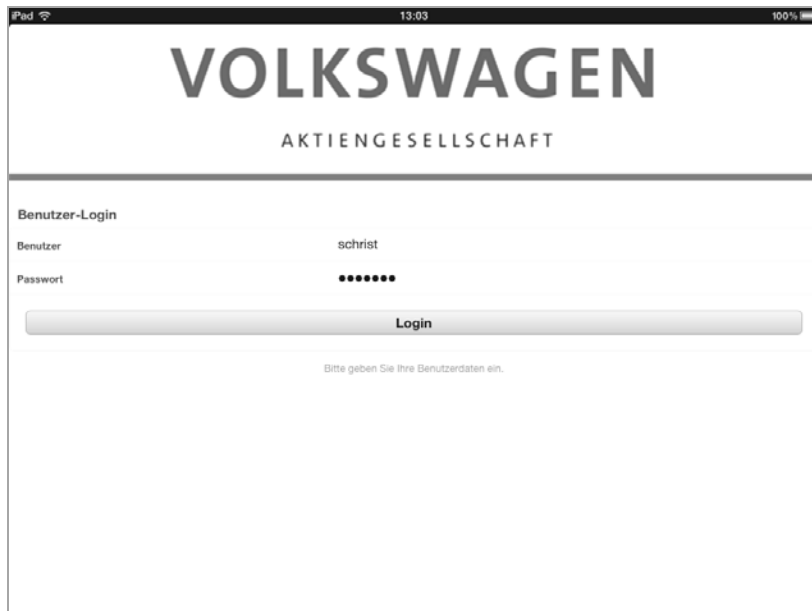 iPad 13:03 100%
VOLKSWAGEN
AKTIENGESELLSCHAFT
Benutzer-Login
Benutzer schrist
Passwort •••••••
Login
Bitte geben Sie Ihre Benutzerdaten ein.